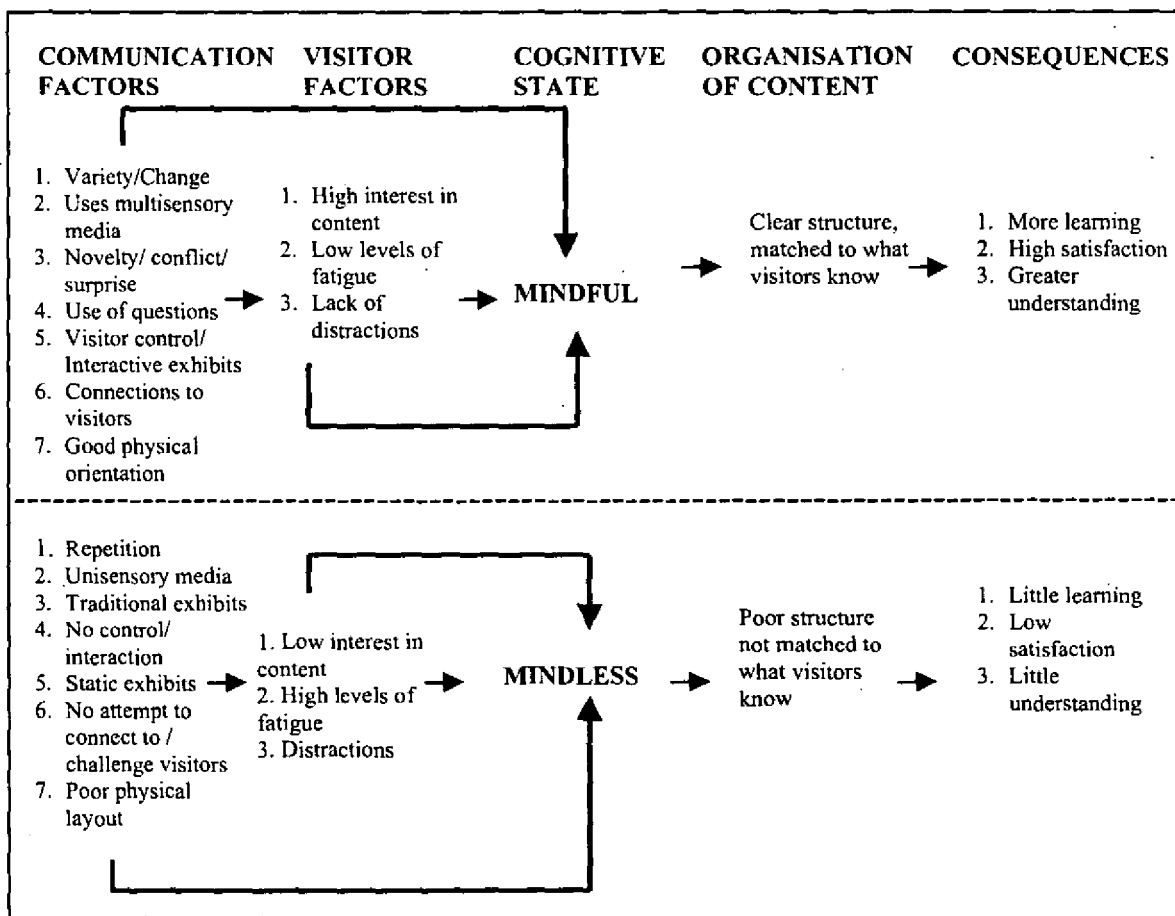 COMMUNICATION FACTORS
VISITOR FACTORS
COGNITIVE STATE
ORGANISATION OF CONTENT
CONSEQUENCES
1. Variety/Change
2. Uses multisensory
media
3. Novelty/ conflict/
surprise
4. Use of questions
5. Visitor control/
Interactive exhibits
6. Connections to
visitors
7. Good physical
orientation
1. High interest in
content
2. Low levels of
fatigue
3. Lack of
distractions
MINDFUL
Clear structure,
matched to what
visitors know
1. More learning
2. High satisfaction
3. Greater
understanding
1. Repetition
2. Unisensory media
3. Traditional exhibits
4. No control/
interaction
5. Static exhibits
6. No attempt to
connect to /
challenge visitors
7. Poor physical
layout
1. Low interest in
content
2. High levels of
fatigue
3. Distractions
MINDLESS
Poor structure
not matched to
what visitors
know
1. Little learning
2. Low
satisfaction
3. Little
understanding